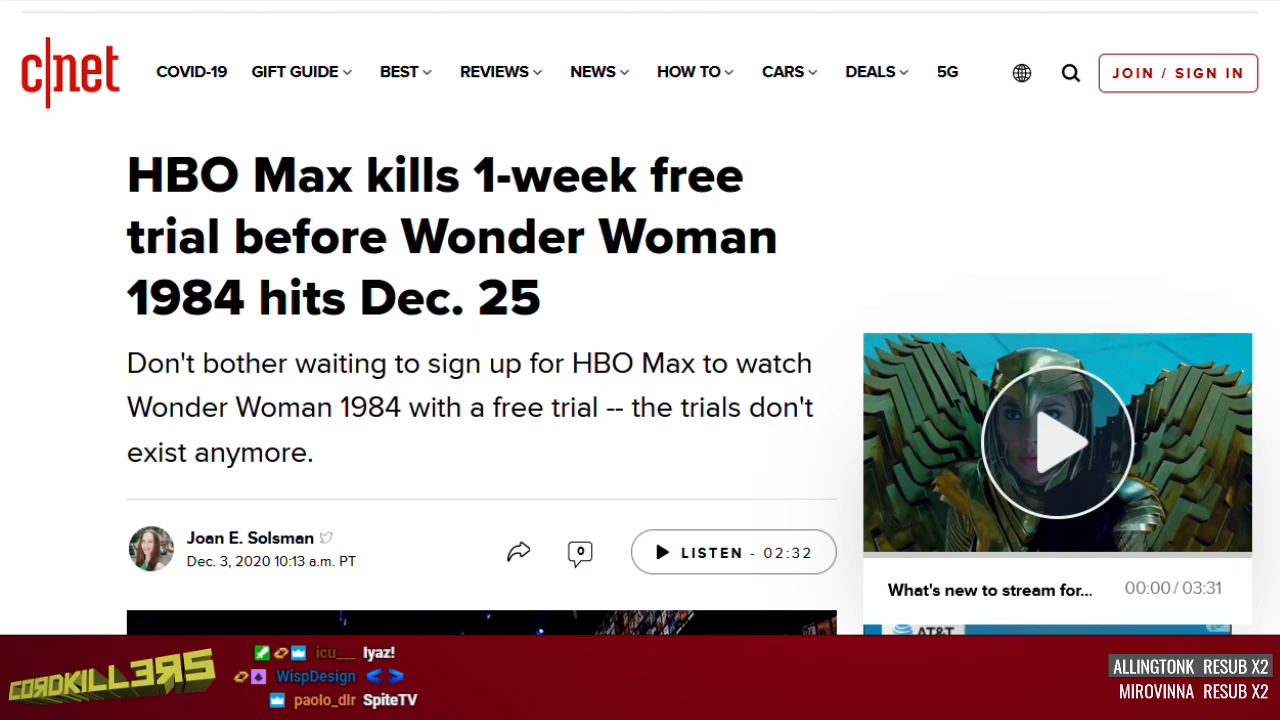 c|net
COVID-19 GIFT GUIDE BEST REVIEWS NEWS HOW TO CARS DEALS 5G JOIN / SIGN IN
HBO Max kills 1-week free
trial before Wonder Woman
1984 hits Dec. 25
Don't bother waiting to sign up for HBO Max to watch
Wonder Woman 1984 with a free trial -- the trials don't
exist anymore.
Joan E. Solsman
Dec. 3, 2020 10:13 a.m. PT
0
LISTEN - 02:32
What's new to stream for... 00:00 / 03:31
AT&T
CORDKILLERS
icu___ Iyaz!
WispDesign
paolo_dlr SpiteTV
ALLINGTONK RESUB X2
MIROVINNA RESUB X2